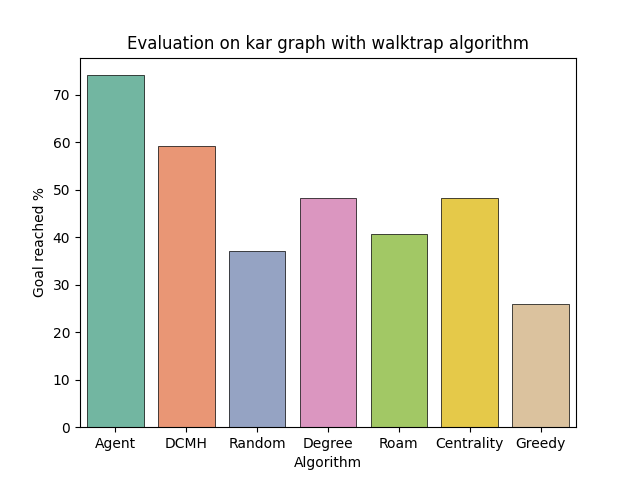 Evaluation on kar graph with walktrap algorithm
Goal reached %
70
60
50
40
30
20
10
0
Agent DCMH Random Degree Roam Centrality Greedy
Algorithm